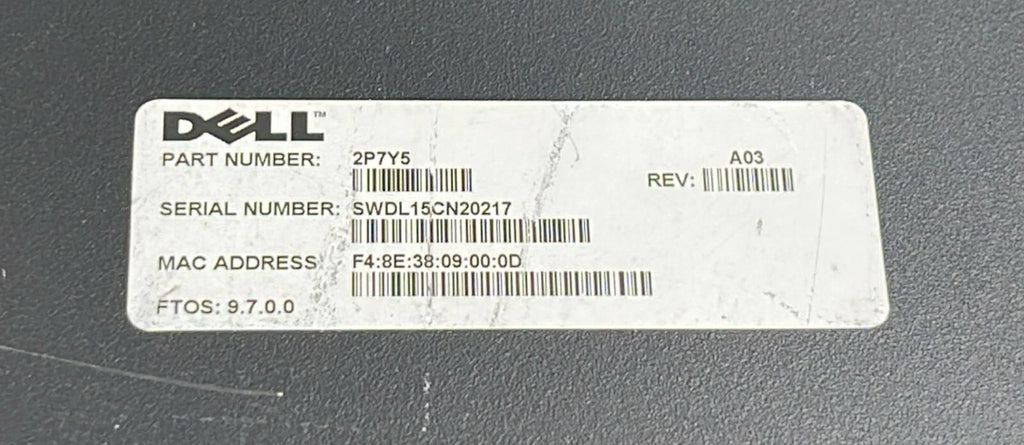 DELL™
PART NUMBER: 2P7Y5
REV: A03
SERIAL NUMBER: SWDL15CN20217
MAC ADDRESS F4:8E:38:09:00:0D
FTOS: 9.7.0.0